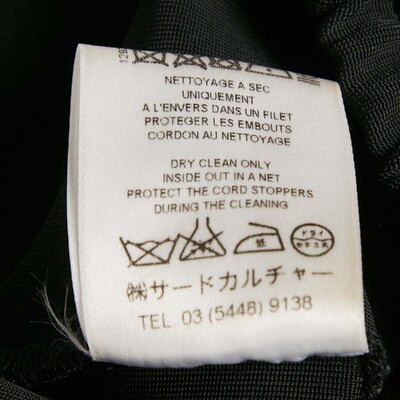 NETTOYAGE A SEC
UNIQUEMENT
A L'ENVERS DANS UN FILET
PROTEGER LES EMBOUTS
CORDON AU NETTOYAGE
DRY CLEAN ONLY
INSIDE OUT IN A NET
PROTECT THE CORD STOPPERS
DURING THE CLEANING
低 ドライ
㈱サードカルチャー
TEL. 03 (5448) 9138